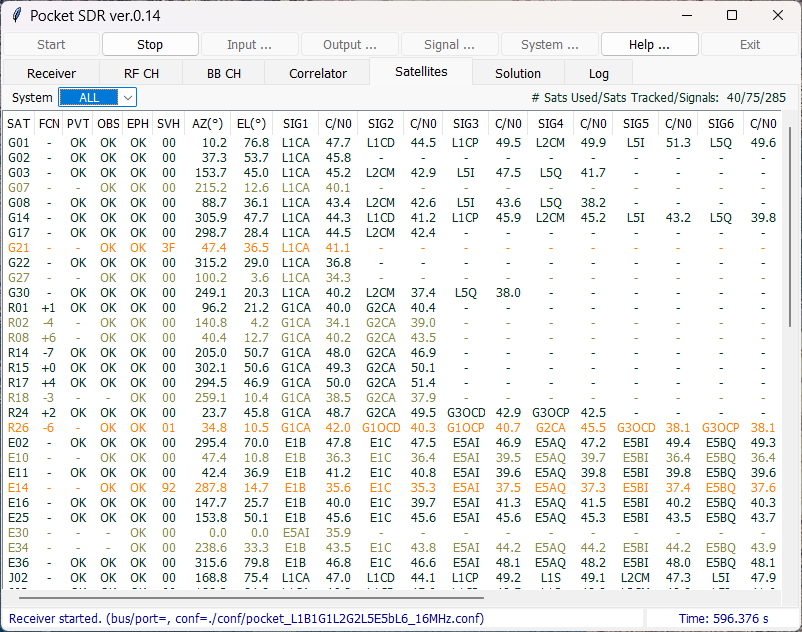 Pocket SDR ver.0.14
Start Stop Input ... Output ... Signal ... System ... Help ... Exit
Receiver RF CH BB CH Correlator Satellites Solution Log
System ALL # Sats Used/Sats Tracked/Signals: 40/75/285
SAT FCN PVT OBS EPH SVH AZ(°) EL(°) SIG1 C/N0 SIG2 C/N0 SIG3 C/N0 SIG4 C/N0 SIG5 C/N0 SIG6 C/N0
G01 - OK OK OK 00 10.2 76.8 L1CA 47.7 L1CD 44.5 L1CP 49.5 L2CM 49.9 L5I 51.3 L5Q 49.6
G02 - OK OK OK 00 37.3 53.7 L1CA 45.8 - - - - - - - - - -
G03 - OK OK OK 00 153.7 45.0 L1CA 45.2 L2CM 42.9 L5I 47.5 L5Q 41.7 - - - -
G07 - - OK OK 00 215.2 12.6 L1CA 40.1 - - - - - - - - - -
G08 - OK OK OK 00 88.7 36.1 L1CA 43.4 L2CM 42.6 L5I 43.6 L5Q 38.2 - - - -
G14 - OK OK OK 00 305.9 47.7 L1CA 44.3 L1CD 41.2 L1CP 45.9 L2CM 45.2 L5I 43.2 L5Q 39.8
G17 - OK OK OK 00 298.7 28.4 L1CA 44.5 L2CM 42.4 - - - - - - - -
G21 - - OK OK 3F 47.4 36.5 L1CA 41.1 - - - - - - - - - -
G22 - OK OK OK 00 315.2 29.0 L1CA 36.8 - - - - - - - - - -
G27 - - OK OK 00 100.2 3.6 L1CA 34.3 - - - - - - - - - -
G30 - OK OK OK 00 249.1 20.3 L1CA 40.2 L2CM 37.4 L5Q 38.0 - - - - - -
R01 +1 OK OK OK 00 96.2 21.2 G1CA 40.0 G2CA 40.4 - - - - - - - -
R02 -4 - OK OK 00 140.8 4.2 G1CA 34.1 G2CA 39.0 - - - - - - - -
R08 +6 - OK OK 00 40.4 12.7 G1CA 40.2 G2CA 43.5 - - - - - - - -
R14 -7 OK OK OK 00 205.0 50.7 G1CA 48.0 G2CA 46.9 - - - - - - - -
R15 +0 OK OK OK 00 302.1 50.6 G1CA 49.3 G2CA 50.1 - - - - - - - -
R17 +4 OK OK OK 00 294.5 46.9 G1CA 50.0 G2CA 51.4 - - - - - - - -
R18 -3 - OK OK 00 259.1 10.4 G1CA 38.5 G2CA 37.9 - - - - - - - -
R24 +2 OK OK OK 00 23.7 45.8 G1CA 48.7 G2CA 49.5 G3OCD 42.9 G3OCP 42.5 - - - -
R26 -6 - OK OK 01 34.8 10.5 G1CA 42.0 G1OCD 40.3 G1OCP 40.7 G2CA 45.5 G3OCD 38.1 G3OCP 38.1
E02 - OK OK OK 00 295.4 70.0 E1B 47.8 E1C 47.5 E5AI 46.9 E5AQ 47.2 E5BI 49.4 E5BQ 49.3
E10 - - OK OK 00 47.4 10.8 E1B 36.3 E1C 36.4 E5AI 39.5 E5AQ 39.7 E5BI 36.4 E5BQ 36.4
E11 - OK OK OK 00 42.4 36.9 E1B 41.2 E1C 40.8 E5AI 39.6 E5AQ 39.8 E5BI 39.8 E5BQ 39.6
E14 - - OK OK 92 287.8 14.7 E1B 35.6 E1C 35.3 E5AI 37.5 E5AQ 37.3 E5BI 37.4 E5BQ 37.6
E16 - OK OK OK 00 147.7 25.7 E1B 40.0 E1C 39.7 E5AI 41.3 E5AQ 41.5 E5BI 40.2 E5BQ 40.3
E25 - OK OK OK 00 153.8 50.1 E1B 45.6 E1C 45.6 E5AI 45.6 E5AQ 45.3 E5BI 43.5 E5BQ 43.7
E30 - - - OK 00 0.0 0.0 E5AI 35.9 - - - - - - - - - -
E34 - - - OK 00 238.6 33.3 E1B 43.5 E1C 43.8 E5AI 44.2 E5AQ 44.2 E5BI 44.2 E5BQ 43.9
E36 - OK OK OK 00 315.6 79.8 E1B 46.8 E1C 46.6 E5AI 48.1 E5AQ 48.2 E5BI 48.0 E5BQ 48.1
J02 - OK OK OK 00 168.8 75.4 L1CA 47.0 L1CD 44.1 L1CP 49.2 L1S 49.1 L2CM 47.3 L5I 47.9
Receiver started. (bus/port=, conf=./conf/pocket_L1B1G1L2G2L5E5bL6_16MHz.conf) Time: 596.376 s